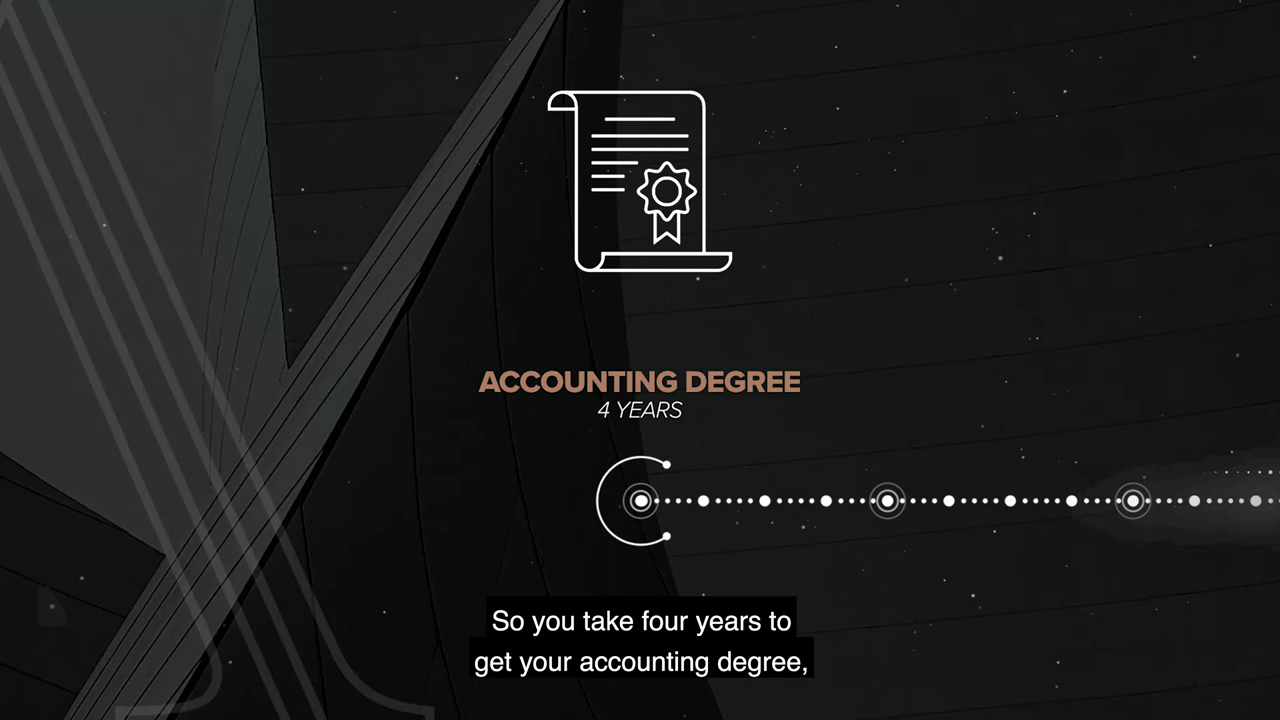 ACCOUNTING DEGREE
4 YEARS
So you take four years to
get your accounting degree,